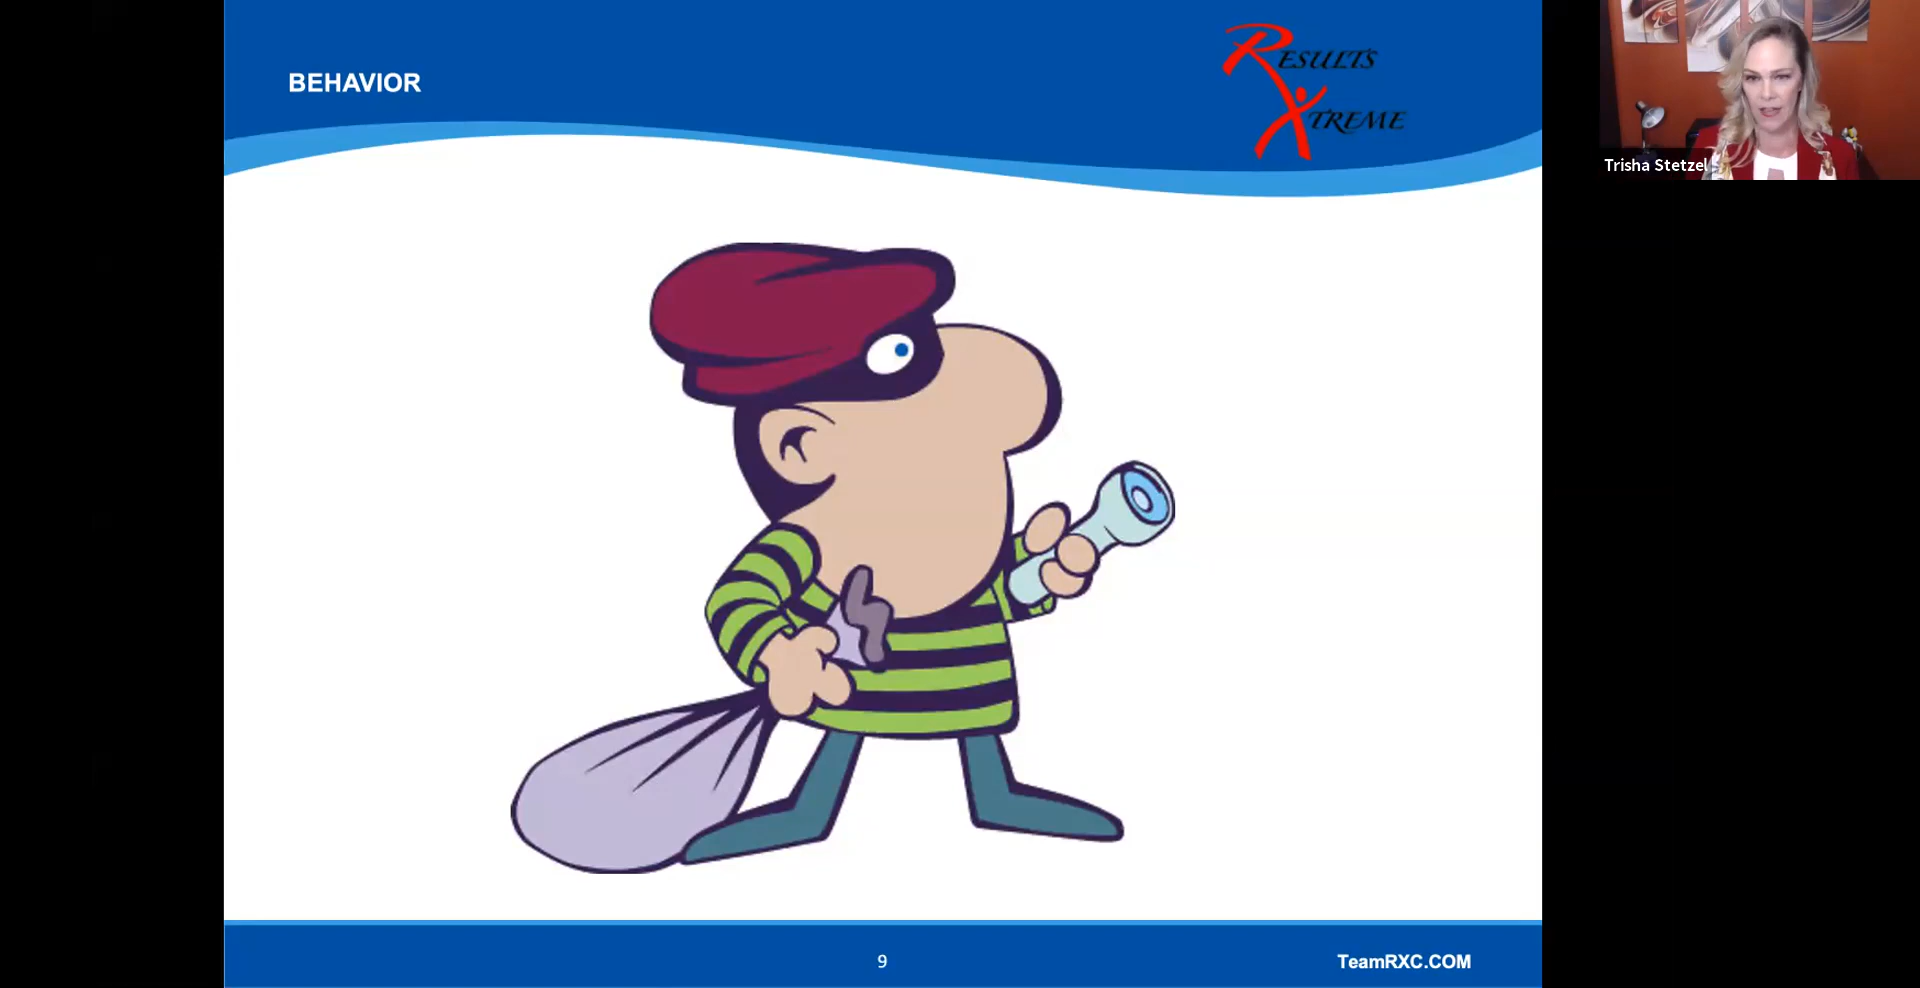 BEHAVIOR
RESULTS
XTREME
Trisha Stetzel
9
TeamRXC.COM